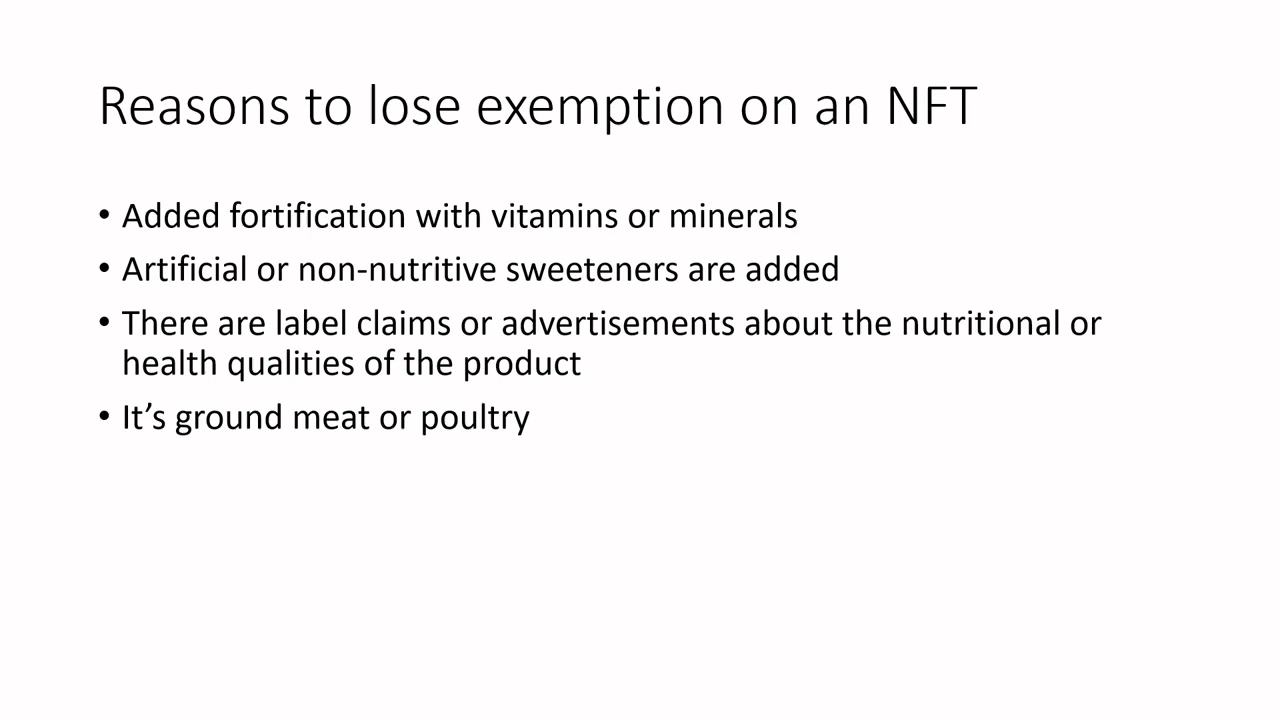 Reasons to lose exemption on an NFT
• Added fortification with vitamins or minerals
• Artificial or non-nutritive sweeteners are added
• There are label claims or advertisements about the nutritional or
health qualities of the product
• It’s ground meat or poultry